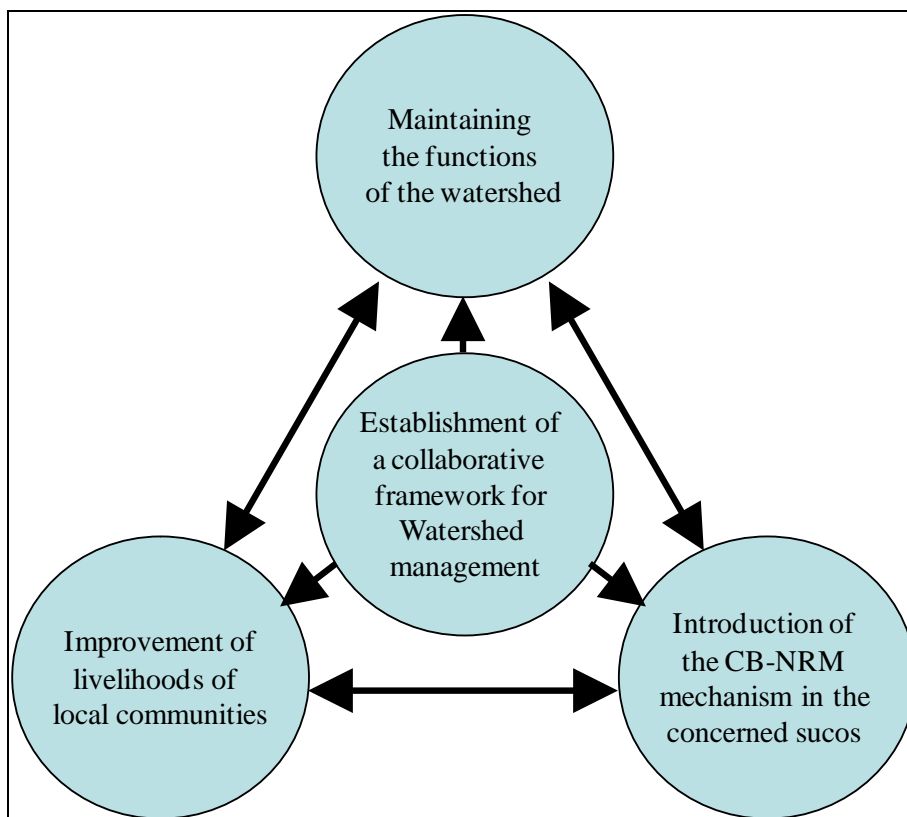 Maintaining
the functions
of the watershed
Establishment of
a collaborative
framework for
Watershed
management
Improvement of
livelihoods of
local communities
Introduction of
the CB-NRM
mechanism in the
concerned sucos